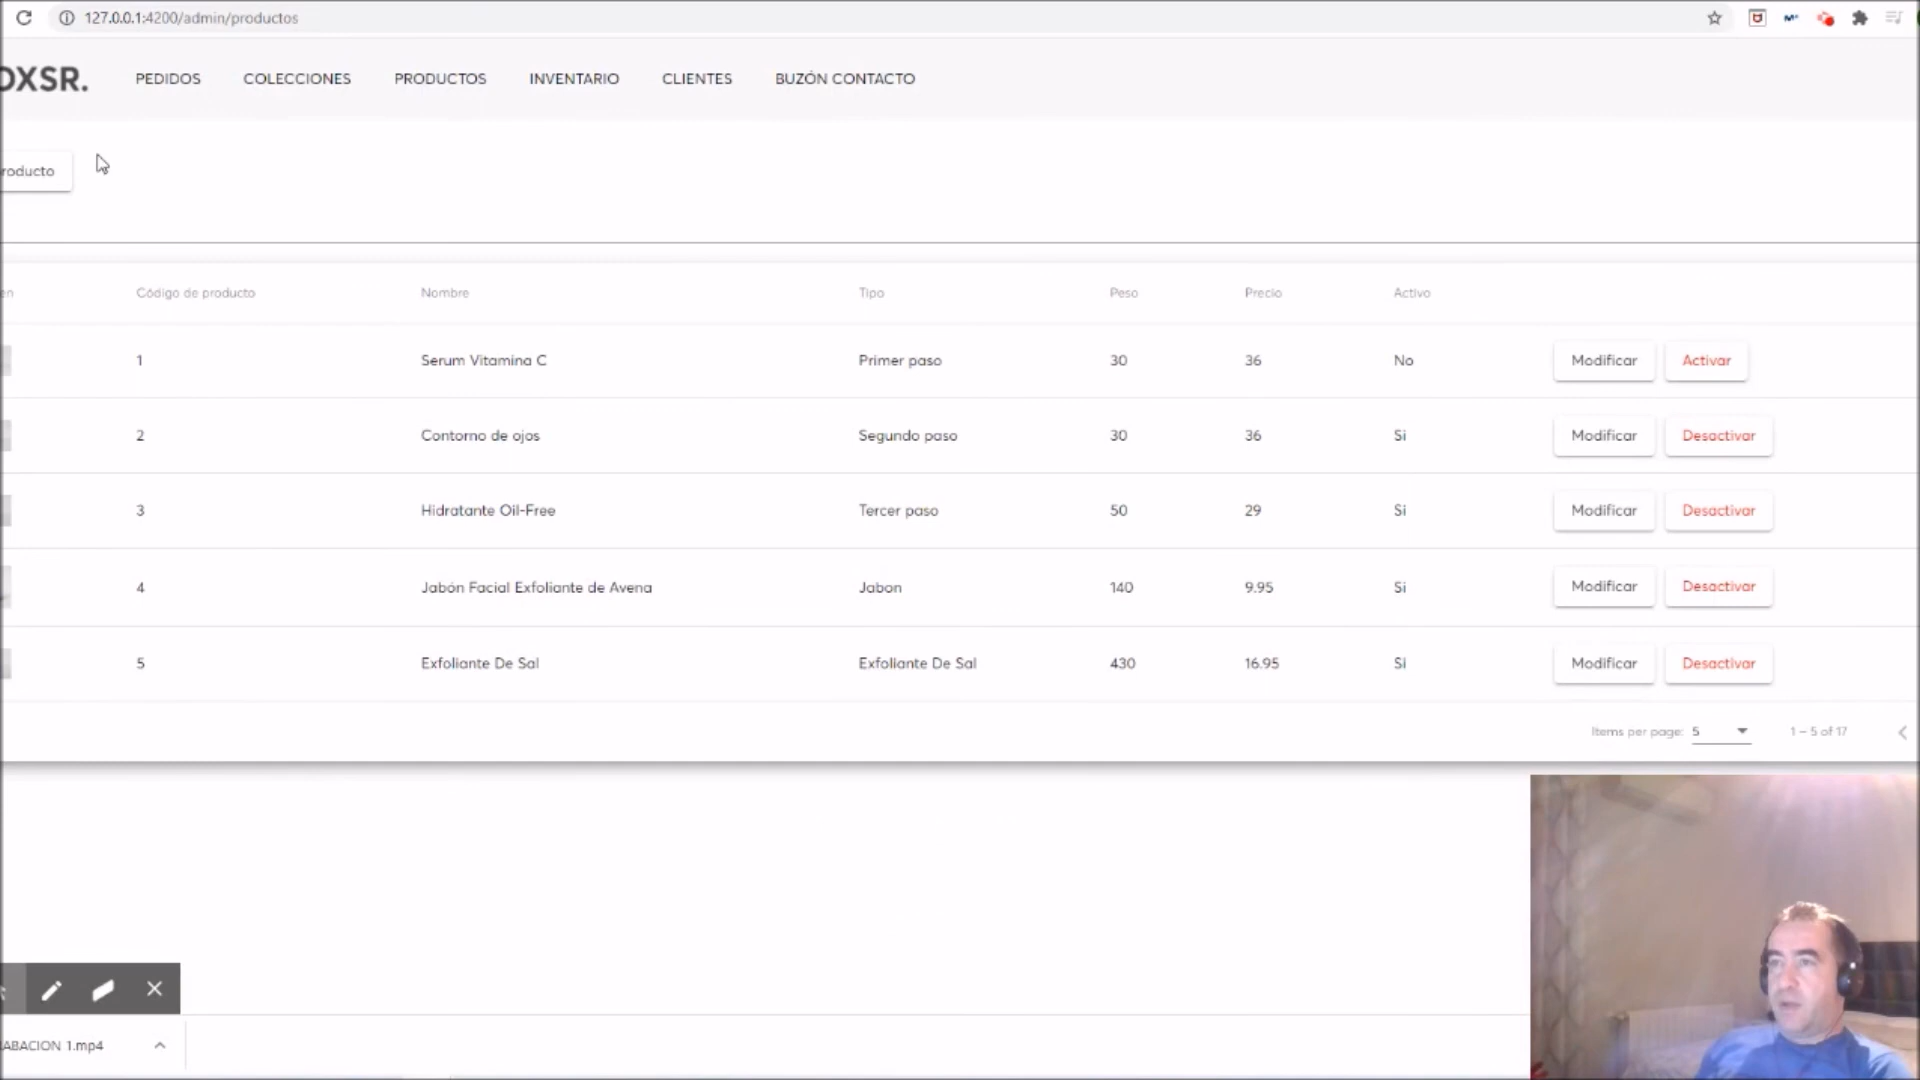 127.0.0.1:4200/admin/productos
OXSR. PEDIDOS COLECCIONES PRODUCTOS INVENTARIO CLIENTES BUZÓN CONTACTO
roducto
en Código de producto Nombre Tipo Peso Precio Activo
1 Serum Vitamina C Primer paso 30 36 No Modificar Activar
2 Contorno de ojos Segundo paso 30 36 Si Modificar Desactivar
3 Hidratante Oil-Free Tercer paso 50 29 Si Modificar Desactivar
4 Jabón Facial Exfoliante de Avena Jabon 140 9.95 Si Modificar Desactivar
5 Exfoliante De Sal Exfoliante De Sal 430 16.95 Si Modificar Desactivar
Items per page: 5 1 – 5 of 17
ABACION 1.mp4